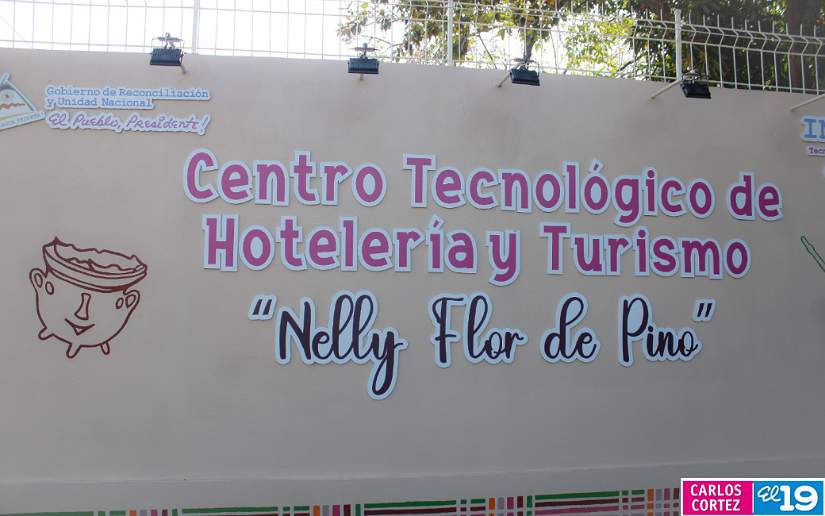 Gobierno de Reconciliación
y Unidad Nacional
El Pueblo, Presidente!
Centro Tecnológico de
Hotelería y Turismo
"Nelly Flor de Pino"
CARLOS
CORTEZ
El 19